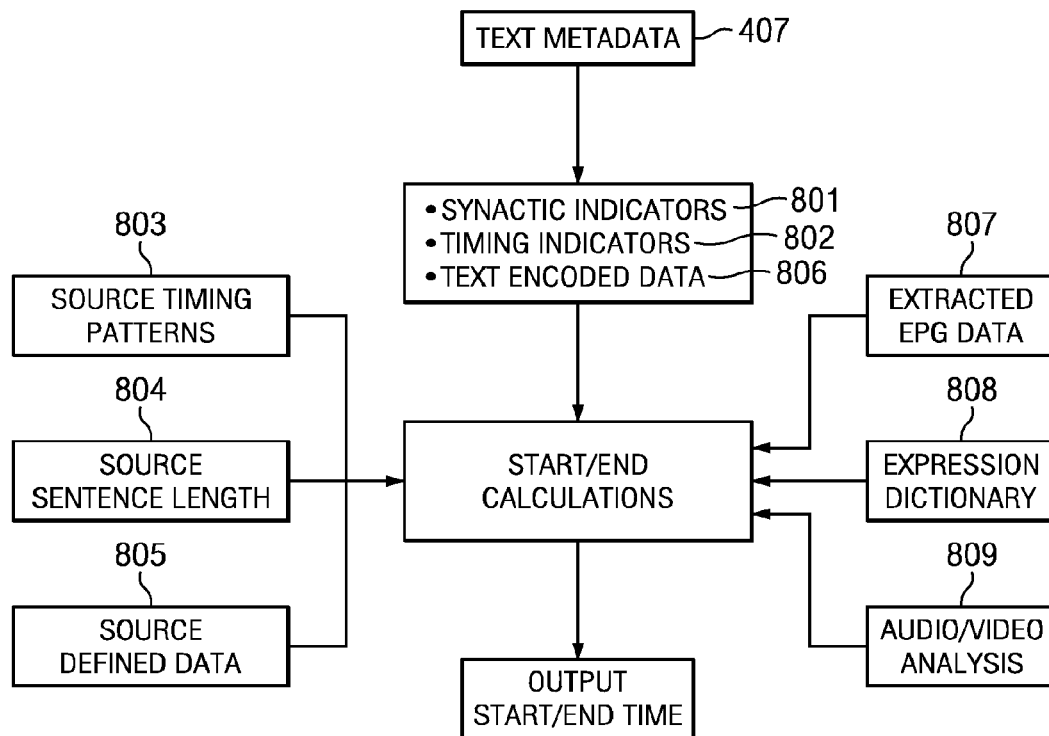 TEXT METADATA 407
• SYNACTIC INDICATORS 801
• TIMING INDICATORS 802
• TEXT ENCODED DATA 806
803
SOURCE TIMING
PATTERNS
804
SOURCE
SENTENCE LENGTH
805
SOURCE
DEFINED DATA
START/END
CALCULATIONS
807
EXTRACTED
EPG DATA
808
EXPRESSION
DICTIONARY
809
AUDIO/VIDEO
ANALYSIS
OUTPUT
START/END TIME